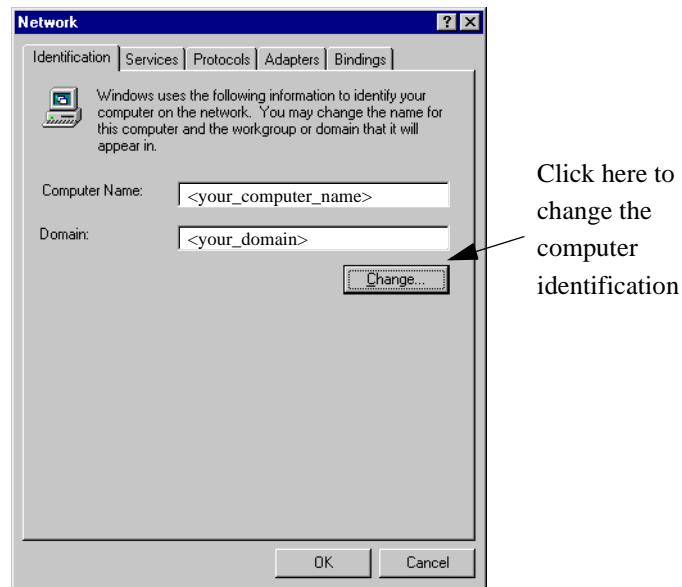 Network
Identification Services Protocols Adapters Bindings
Windows uses the following information to identify your
computer on the network. You may change the name for
this computer and the workgroup or domain that it will
appear in.
Computer Name: <your_computer_name>
Domain: <your_domain>
Change...
OK Cancel
Click here to
change the
computer
identification